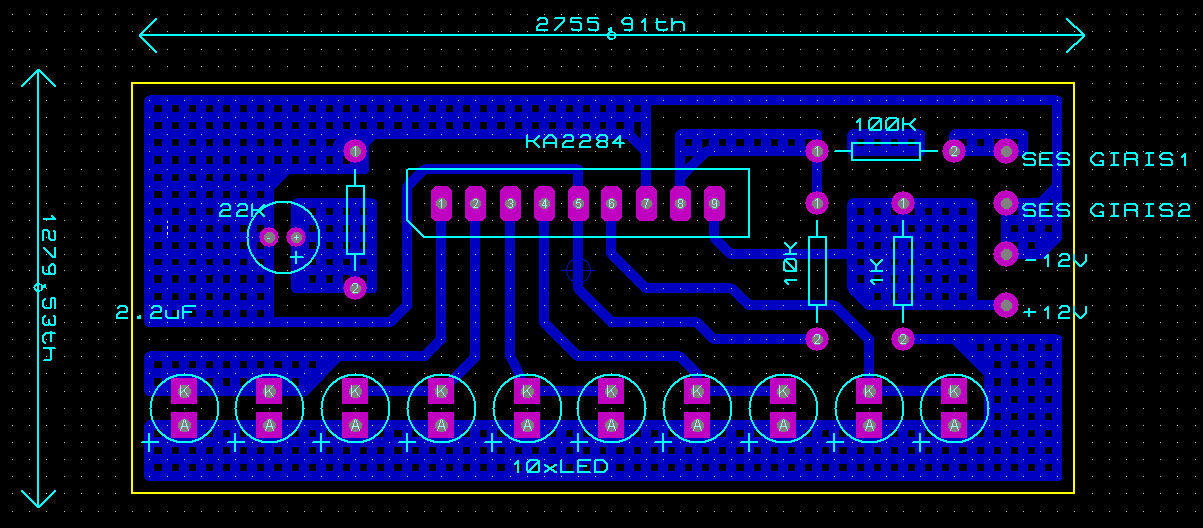 2755,91th
1279,53th
100K
KA2284
1
1 2
SES GIRIS1
1 2 3 4 5 6 7 8 9
22K
1
1
SES GIRIS2
- +
+
10K
1K
-12V
2
2.2uF
+12V
2
2
K K K K K K K K K K
A A A A A A A A A A
+ + + + + + + + + +
10xLED